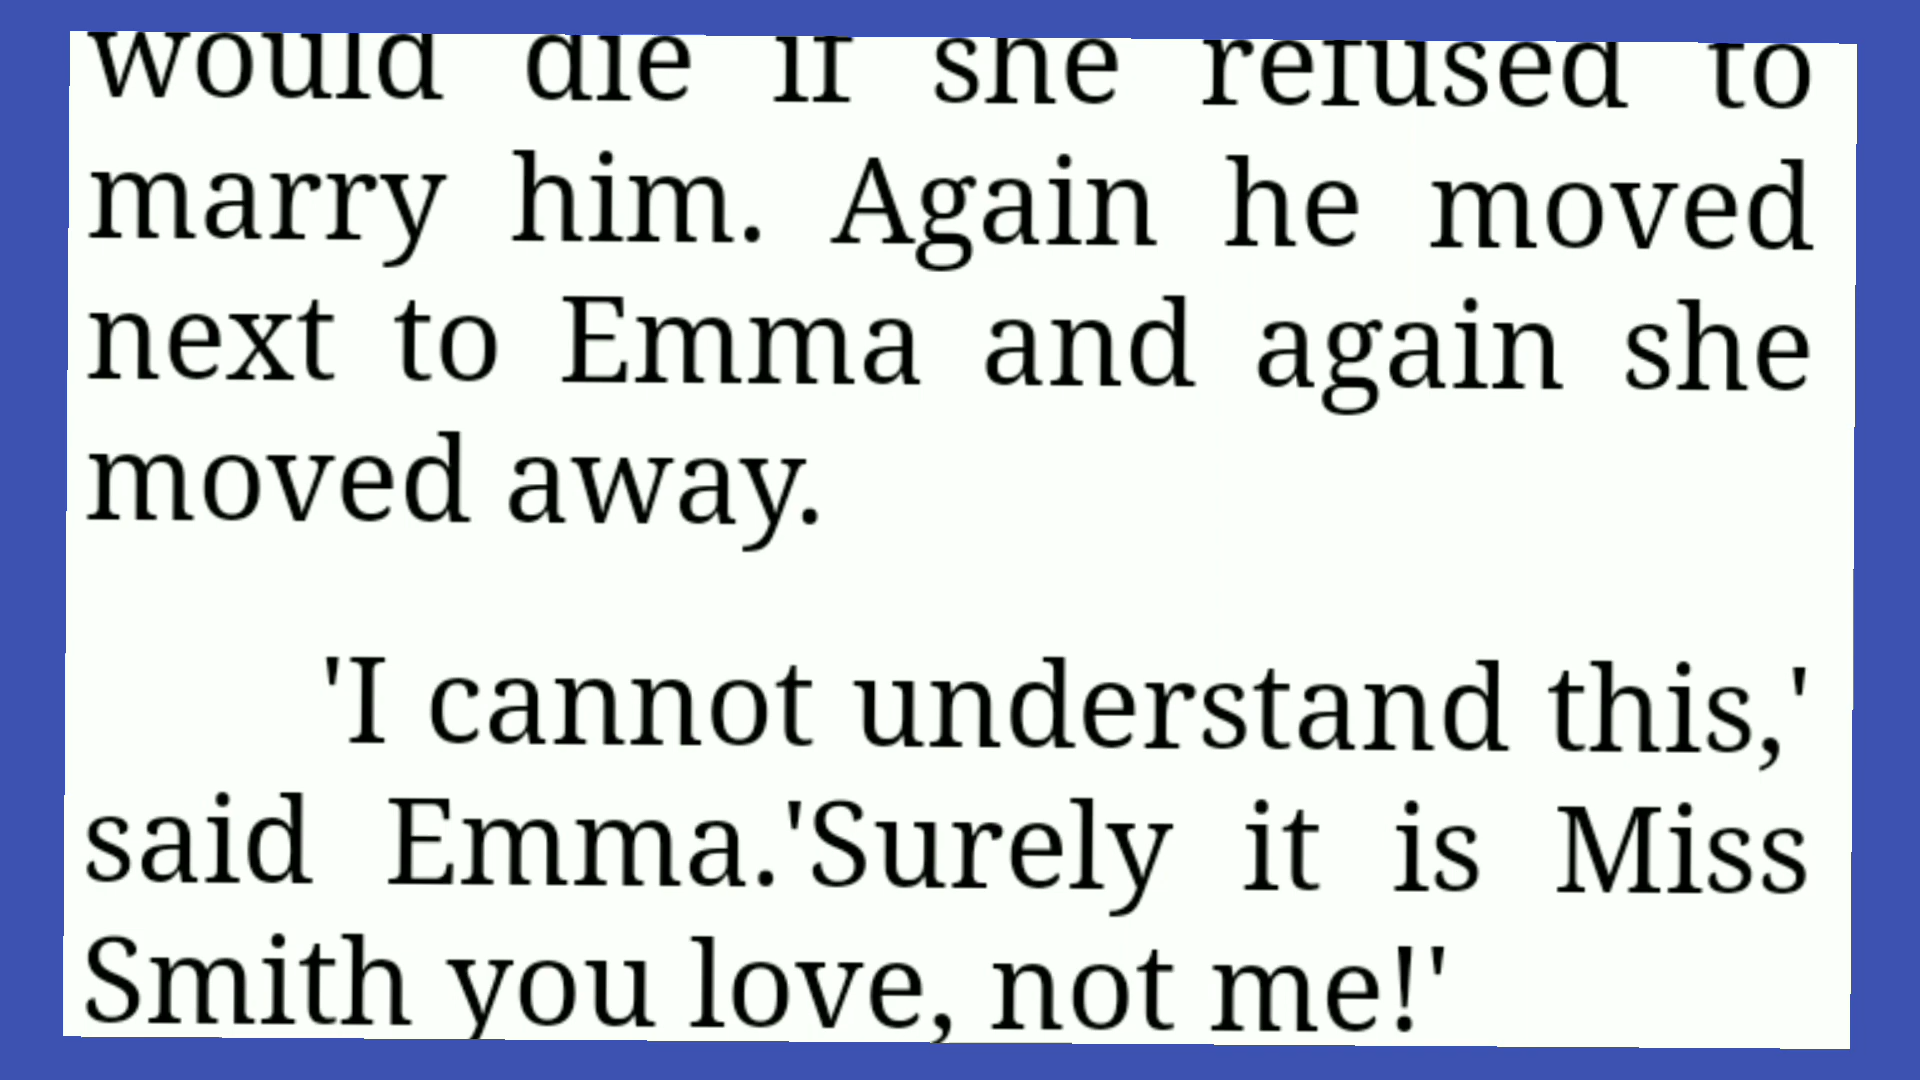 would die if she refused to
marry him. Again he moved
next to Emma and again she
moved away.
'I cannot understand this,'
said Emma.'Surely it is Miss
Smith you love, not me!'